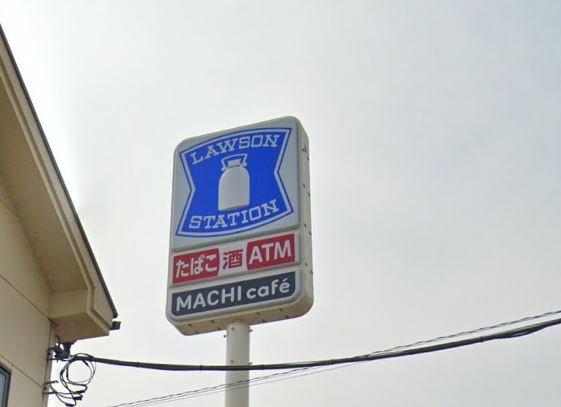 LAWSON
STATION
たばこ 酒 ATM
MACHI café